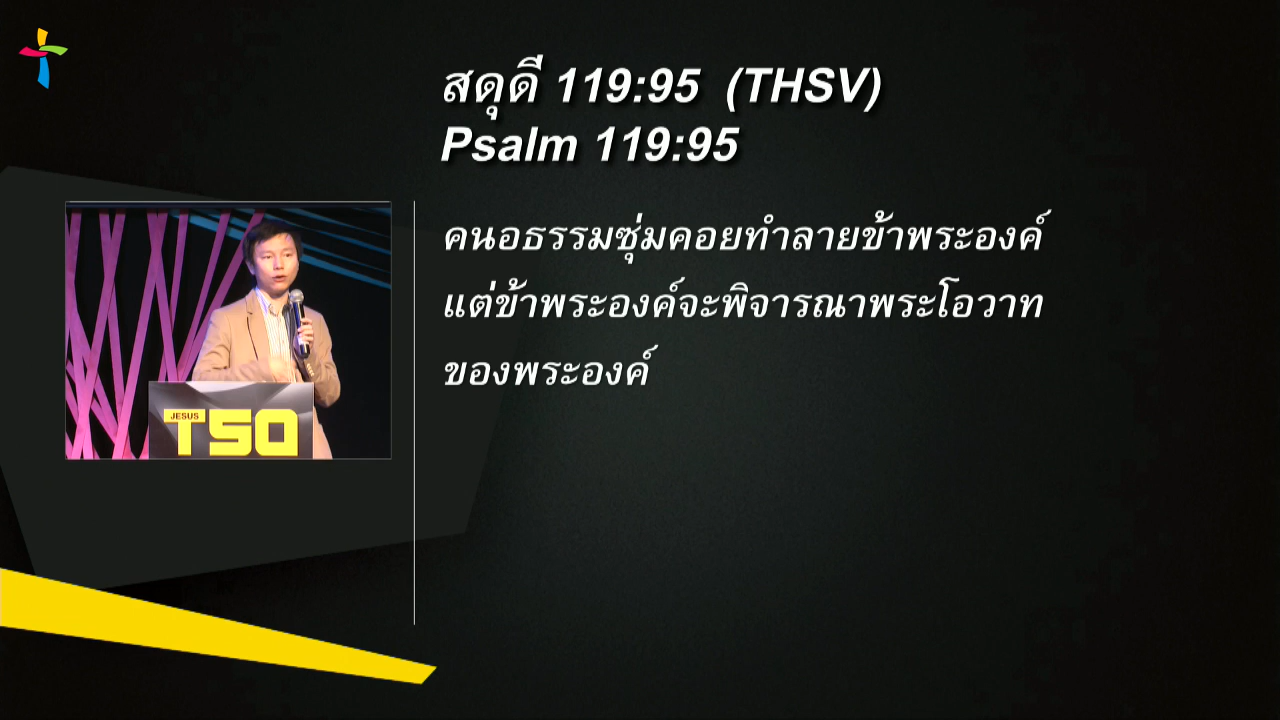 สดุดี 119:95 (THSV)
Psalm 119:95
คนอธรรมซุ่มคอยทำลายข้าพระองค์
แต่ข้าพระองค์จะพิจารณาพระโอวาท
ของพระองค์
JESUS
TSO